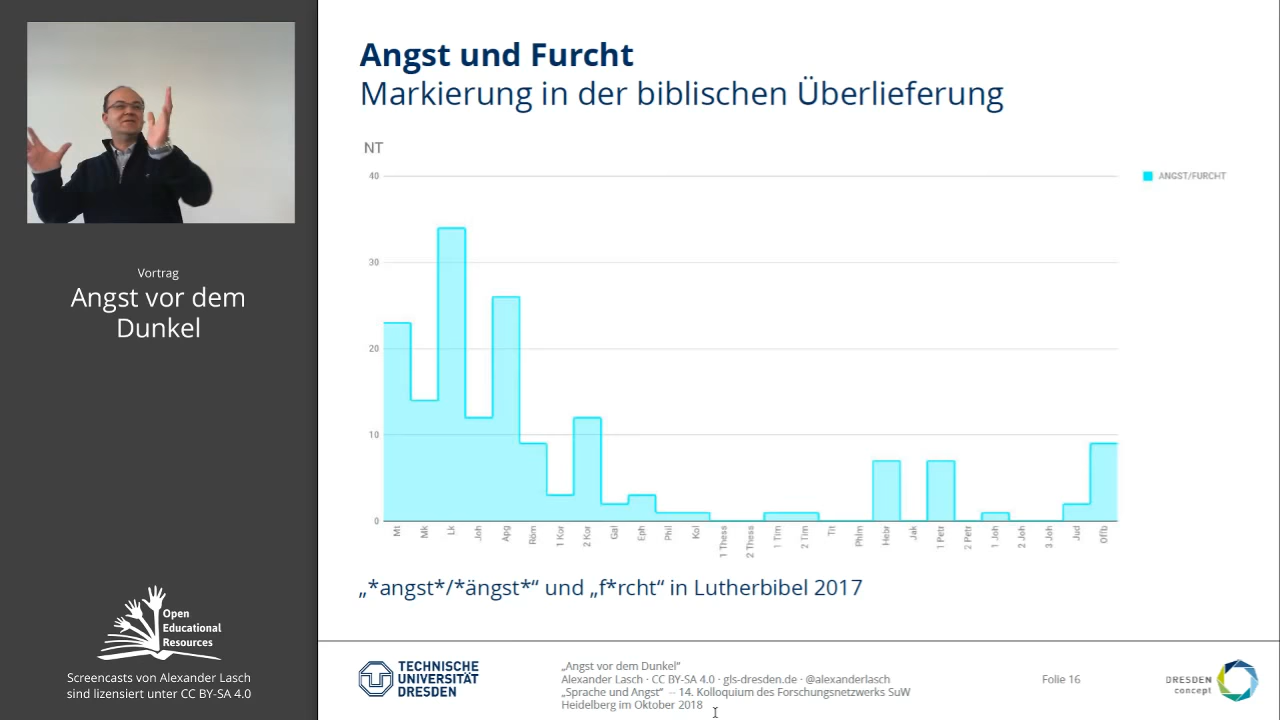 Vortrag
Angst vor dem
Dunkel
Open
Educational
Resources
Screencasts von Alexander Lasch
sind lizensiert unter CC BY-SA 4.0
Angst und Furcht
Markierung in der biblischen Überlieferung
NT
ANGST/FURCHT
40
30
20
10
0
Mt
Mk
Lk
Joh
Apg
Röm
1 Kor
2 Kor
Gal
Eph
Phil
Kol
1 Thess
2 Thess
1 Tim
2 Tim
Tit
Phlm
Hebr
Jak
1 Petr
2 Petr
1 Joh
2 Joh
3 Joh
Jud
Offb
„*angst*/*ängst*“ und „f*rcht“ in Lutherbibel 2017
TECHNISCHE
UNIVERSITÄT
DRESDEN
„Angst vor dem Dunkel“
Alexander Lasch · CC BY-SA 4.0 · gls-dresden.de · @alexanderlasch
„Sprache und Angst“ – 14. Kolloquium des Forschungsnetzwerks SuW
Heidelberg im Oktober 2018
Folie 16
DRESDEN
concept